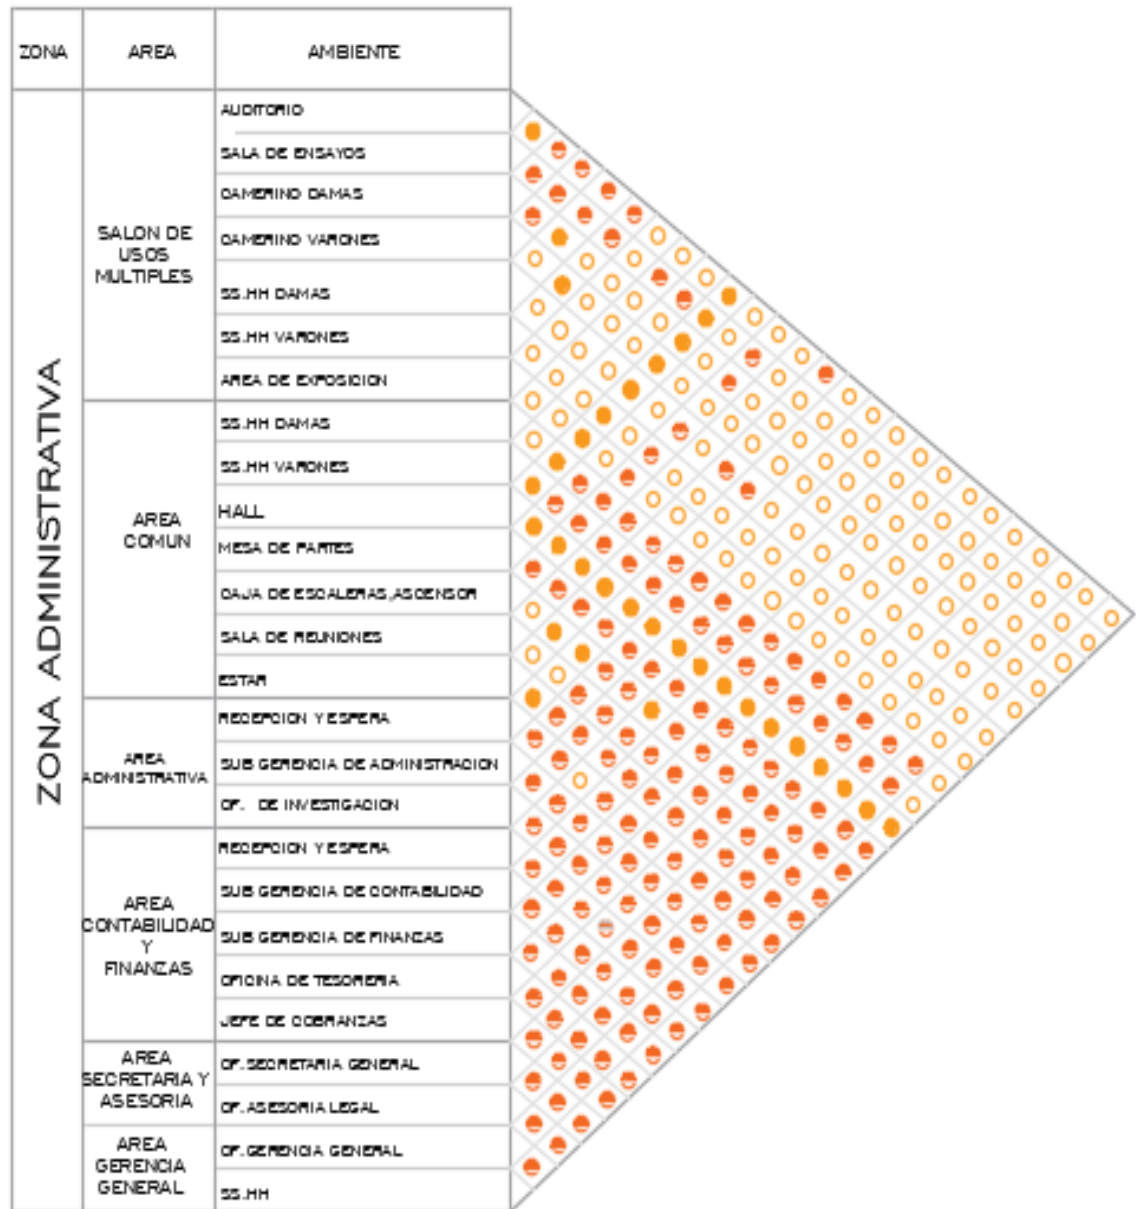 ZONA AREA AMBIENTE
ZONA ADMINISTRATIVA
SALON DE
USOS
MULTIPLES
AUDITORIO
SALA DE ENSAYOS
CAMERINO DAMAS
CAMERINO VARONES
SS.HH DAMAS
SS.HH VARONES
AREA DE EXPOSICION
AREA
COMUN
SS.HH DAMAS
SS.HH VARONES
HALL
MESA DE PARTES
CAJA DE ESCALERAS,ASCENSOR
SALA DE REUNIONES
ESTAR
AREA
ADMINISTRATIVA
RECEPCION Y ESPERA
SUB GERENCIA DE ADMINISTRACION
OF. DE INVESTIGACION
AREA
CONTABILIDAD
Y
FINANZAS
RECEPCION Y ESPERA
SUB GERENCIA DE CONTABILIDAD
SUB GERENCIA DE FINANZAS
OFICINA DE TESORERIA
JEFE DE COBRANZAS
AREA
SECRETARIA Y
ASESORIA
OF.SECRETARIA GENERAL
OF.ASESORIA LEGAL
AREA
GERENCIA
GENERAL
OF.GERENCIA GENERAL
SS.HH